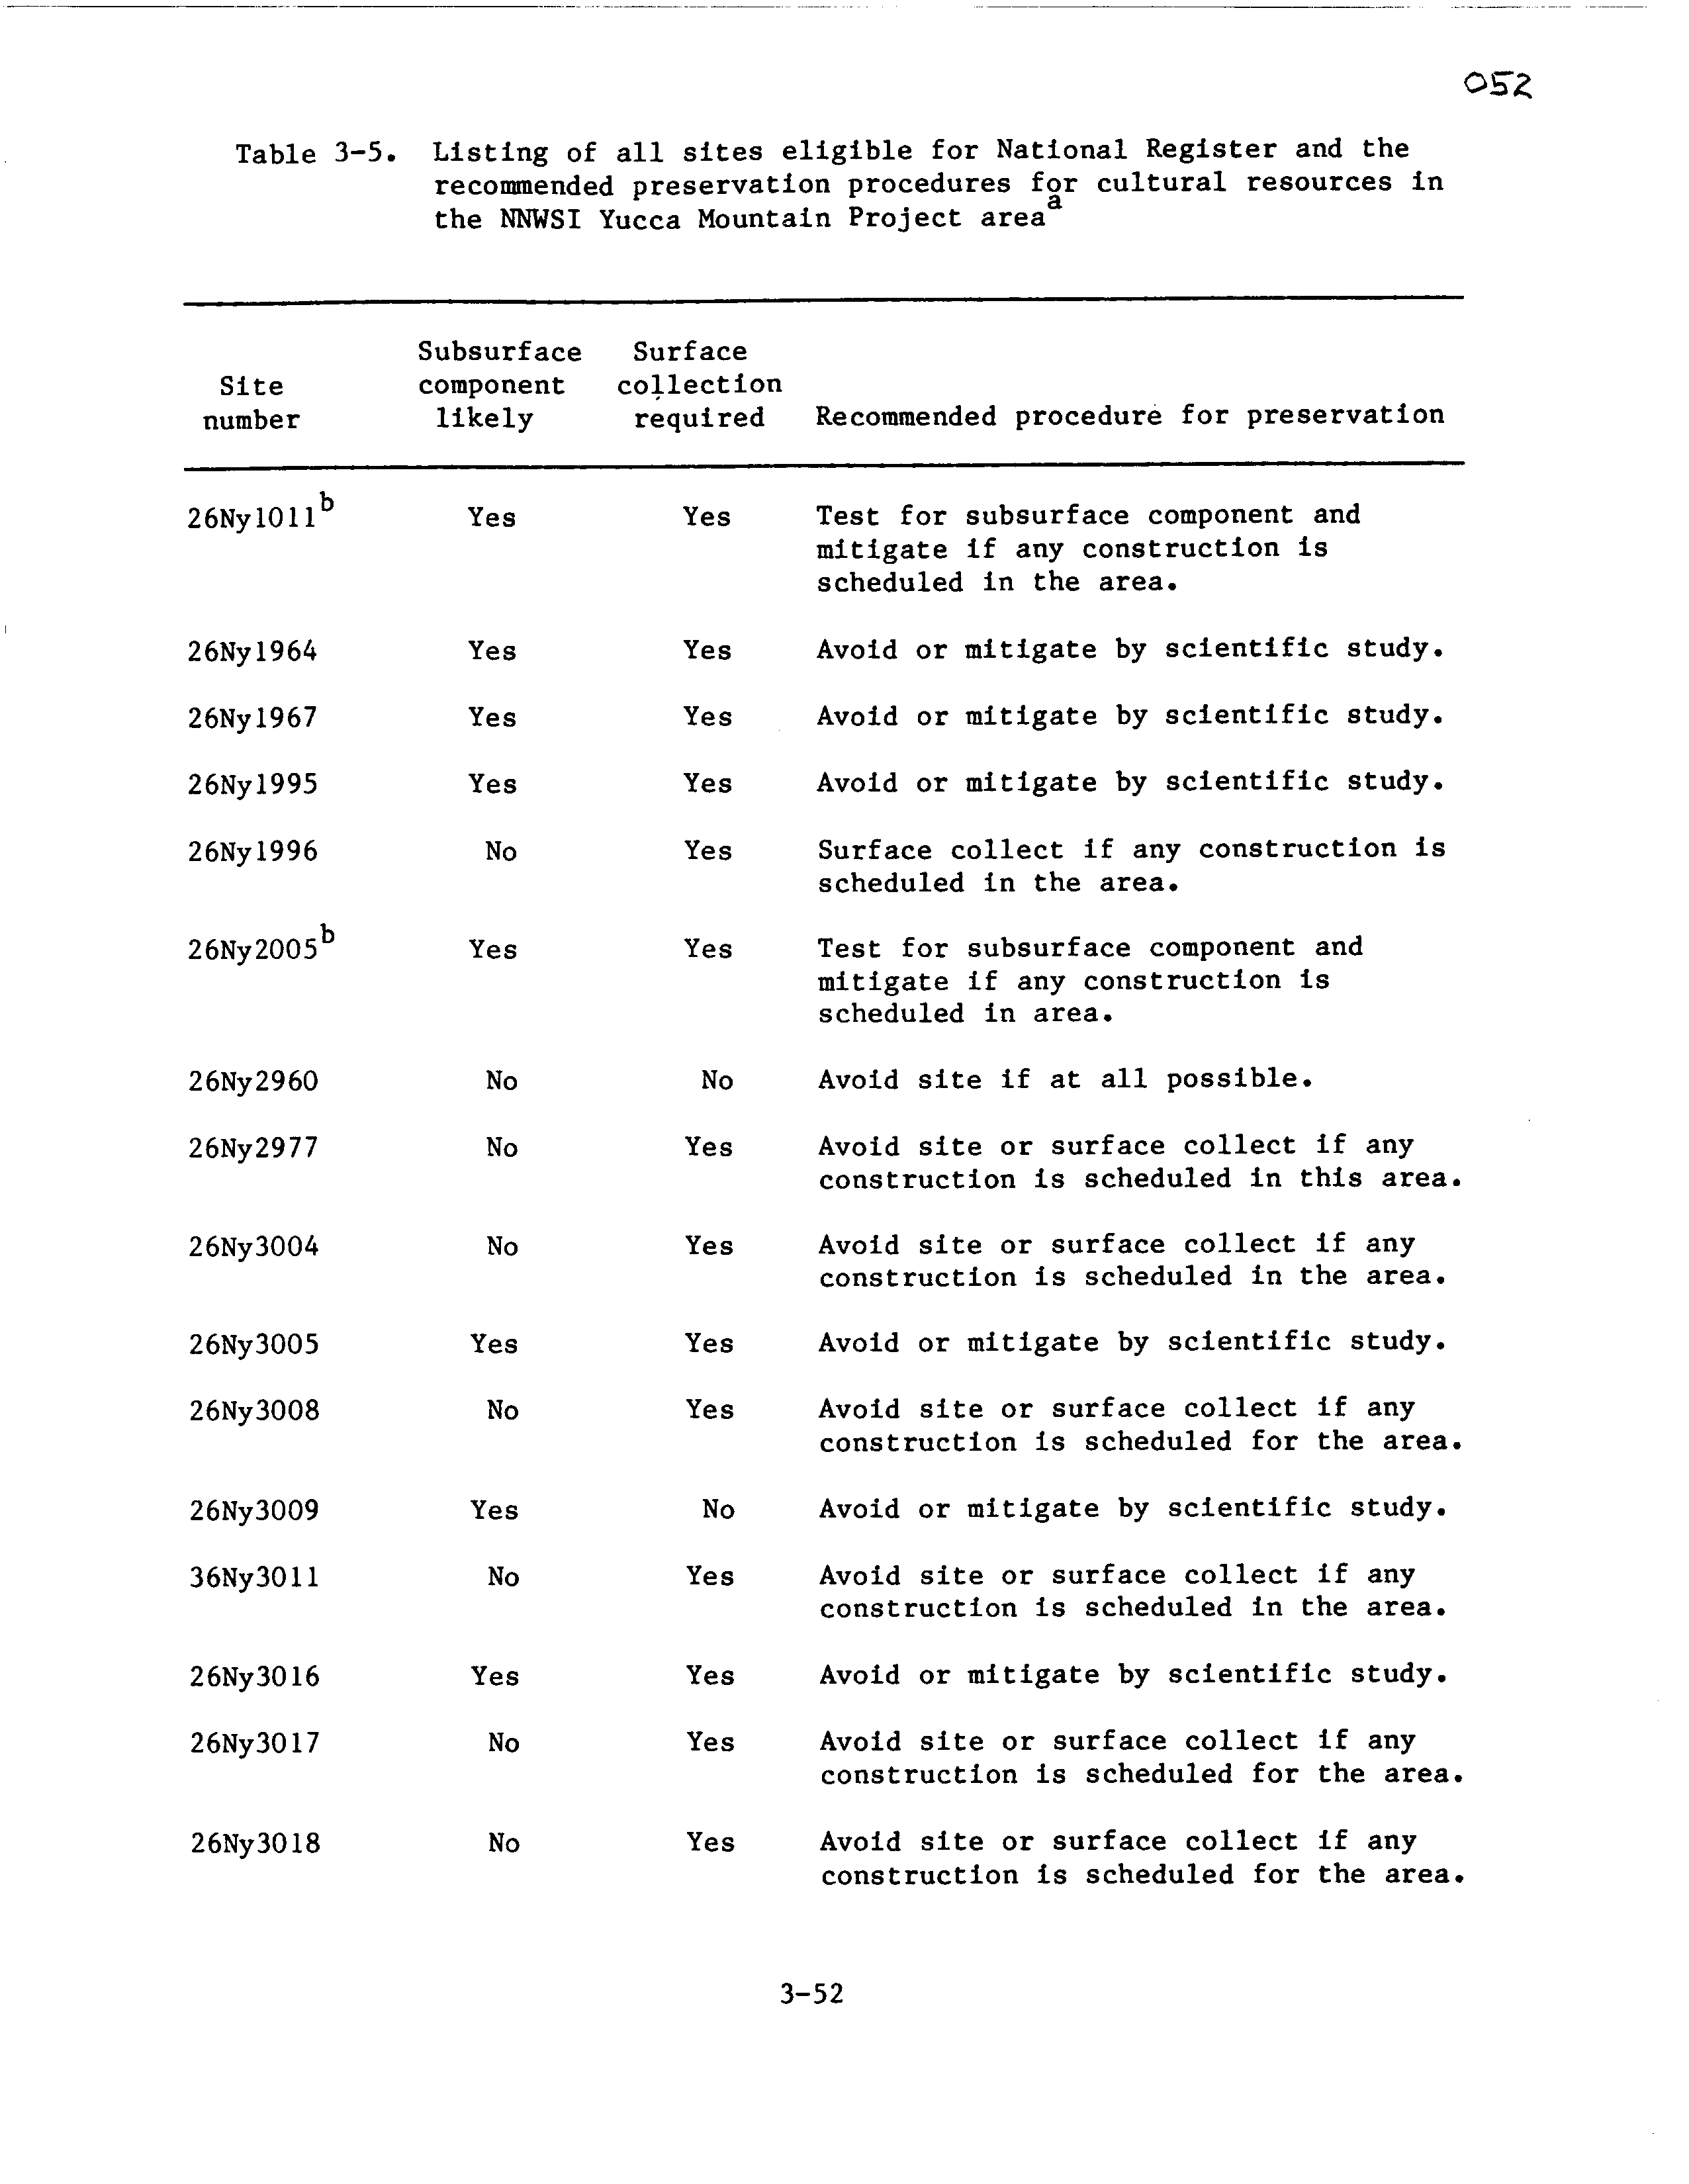 052
Table 3-5. Listing of all sites eligible for National Register and the
recommended preservation procedures for cultural resources in
the NNWSI Yucca Mountain Project area^a
Subsurface Surface
Site component collection
number likely required Recommended procedure for preservation
26Ny1011^b Yes Yes Test for subsurface component and
mitigate if any construction is
scheduled in the area.
26Ny1964 Yes Yes Avoid or mitigate by scientific study.
26Ny1967 Yes Yes Avoid or mitigate by scientific study.
26Ny1995 Yes Yes Avoid or mitigate by scientific study.
26Ny1996 No Yes Surface collect if any construction is
scheduled in the area.
26Ny2005^b Yes Yes Test for subsurface component and
mitigate if any construction is
scheduled in area.
26Ny2960 No No Avoid site if at all possible.
26Ny2977 No Yes Avoid site or surface collect if any
construction is scheduled in this area.
26Ny3004 No Yes Avoid site or surface collect if any
construction is scheduled in the area.
26Ny3005 Yes Yes Avoid or mitigate by scientific study.
26Ny3008 No Yes Avoid site or surface collect if any
construction is scheduled for the area.
26Ny3009 Yes No Avoid or mitigate by scientific study.
36Ny3011 No Yes Avoid site or surface collect if any
construction is scheduled in the area.
26Ny3016 Yes Yes Avoid or mitigate by scientific study.
26Ny3017 No Yes Avoid site or surface collect if any
construction is scheduled for the area.
26Ny3018 No Yes Avoid site or surface collect if any
construction is scheduled for the area.
3-52